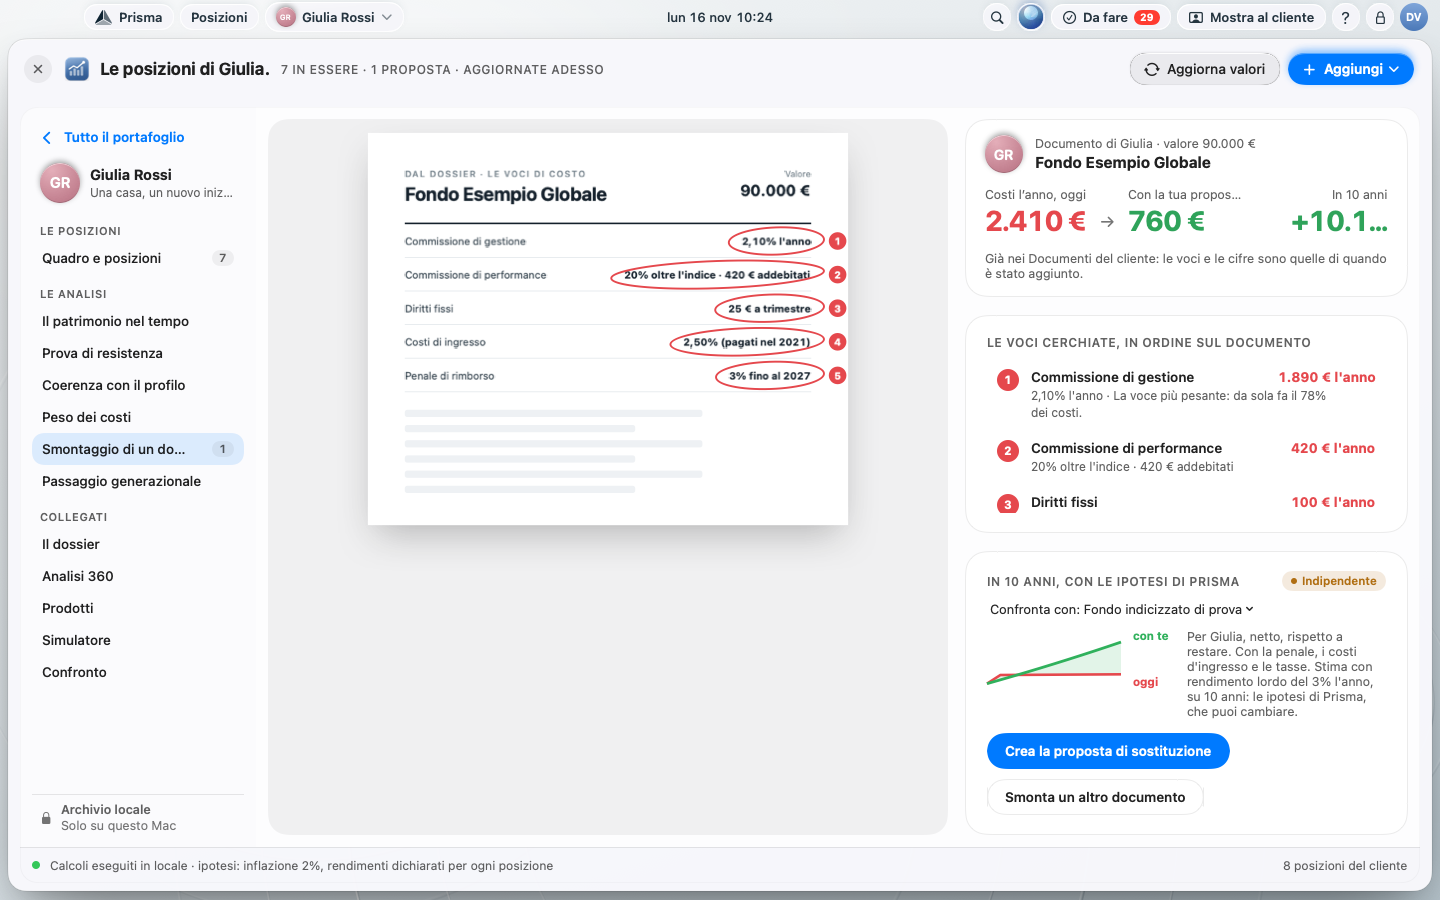 Prisma
Posizioni
GR Giulia Rossi
lun 16 nov 10:24
Da fare 29
Mostra al cliente
?
DV
Le posizioni di Giulia.
7 IN ESSERE · 1 PROPOSTA · AGGIORNATE ADESSO
Aggiorna valori
+ Aggiungi
Tutto il portafoglio
GR
Giulia Rossi
Una casa, un nuovo iniz...
LE POSIZIONI
Quadro e posizioni 7
LE ANALISI
Il patrimonio nel tempo
Prova di resistenza
Coerenza con il profilo
Peso dei costi
Smontaggio di un do... 1
Passaggio generazionale
COLLEGATI
Il dossier
Analisi 360
Prodotti
Simulatore
Confronto
Archivio locale
Solo su questo Mac
DAL DOSSIER · LE VOCI DI COSTO
Fondo Esempio Globale
Valore
90.000 €
Commissione di gestione 2,10% l'anno 1
Commissione di performance 20% oltre l'indice · 420 € addebitati 2
Diritti fissi 25 € a trimestre 3
Costi di ingresso 2,50% (pagati nel 2021) 4
Penale di rimborso 3% fino al 2027 5
GR
Documento di Giulia · valore 90.000 €
Fondo Esempio Globale
Costi l'anno, oggi
2.410 €
→
Con la tua propos...
760 €
In 10 anni
+10.1...
Già nei Documenti del cliente: le voci e le cifre sono quelle di quando
è stato aggiunto.
LE VOCI CERCHIATE, IN ORDINE SUL DOCUMENTO
1 Commissione di gestione 1.890 € l'anno
2,10% l'anno · La voce più pesante: da sola fa il 78%
dei costi.
2 Commissione di performance 420 € l'anno
20% oltre l'indice · 420 € addebitati
3 Diritti fissi 100 € l'anno
IN 10 ANNI, CON LE IPOTESI DI PRISMA
Indipendente
Confronta con: Fondo indicizzato di prova
con te
oggi
Per Giulia, netto, rispetto a
restare. Con la penale, i costi
d'ingresso e le tasse. Stima con
rendimento lordo del 3% l'anno,
su 10 anni: le ipotesi di Prisma,
che puoi cambiare.
Crea la proposta di sostituzione
Smonta un altro documento
Calcoli eseguiti in locale · ipotesi: inflazione 2%, rendimenti dichiarati per ogni posizione
8 posizioni del cliente